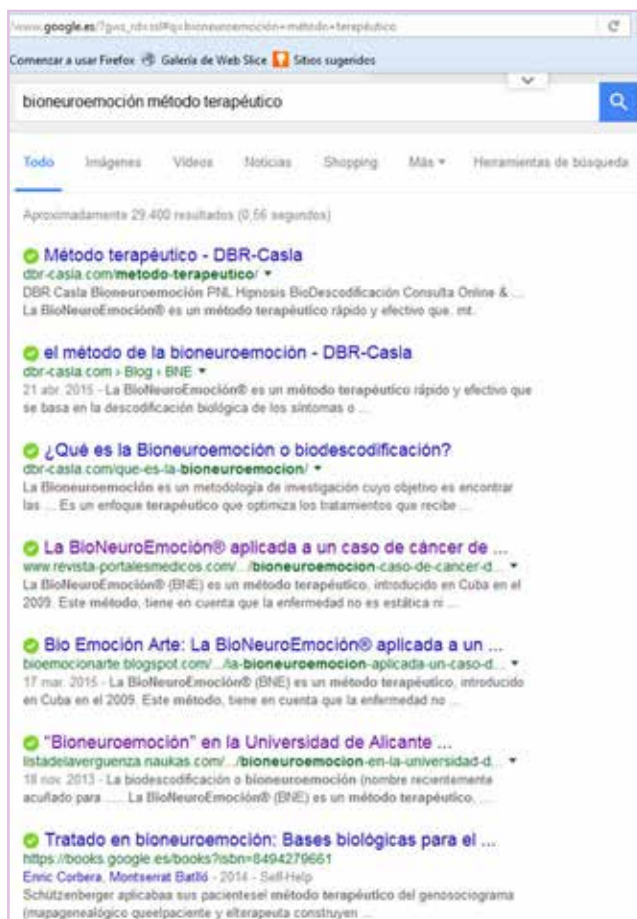 www.google.es/?gws_rd=ssl#q=bioneuroemoción+método+terapéutico
Comenzar a usar Firefox Galería de Web Slice Sitios sugeridos
bioneuroemoción método terapéutico
Todo Imágenes Vídeos Noticias Shopping Más Herramientas de búsqueda
Aproximadamente 29.400 resultados (0,56 segundos)
Método terapéutico - DBR-Casla
dbr-casla.com/metodo-terapeutico/
DBR Casla Bioneuroemoción PNL Hipnosis BioDescodificación Consulta Online & ...
La BioNeuroEmoción® es un método terapéutico rápido y efectivo que. mt.
el método de la bioneuroemoción - DBR-Casla
dbr-casla.com › Blog › BNE
21 abr. 2015 - La BioNeuroEmoción® es un método terapéutico rápido y efectivo que
se basa en la descodificación biológica de los síntomas o ...
¿Qué es la Bioneuroemoción o biodescodificación?
dbr-casla.com/que-es-la-bioneuroemocion/
La Bioneuroemoción es un metodología de investigación cuyo objetivo es encontrar
las ... Es un enfoque terapéutico que optimiza los tratamientos que recibe ...
La BioNeuroEmoción® aplicada a un caso de cáncer de ...
www.revista-portalesmedicos.com/.../bioneuroemocion-caso-de-cancer-d...
La BioNeuroEmoción® (BNE) es un método terapéutico, introducido en Cuba en el
2009. Este método, tiene en cuenta que la enfermedad no es estática ni ...
Bio Emoción Arte: La BioNeuroEmoción® aplicada a un ...
bioemocionarte.blogspot.com/.../la-bioneuroemocion-aplicada-un-caso-d...
17 mar. 2015 - La BioNeuroEmoción® (BNE) es un método terapéutico, introducido
en Cuba en el 2009. Este método, tiene en cuenta que la enfermedad no ...
"Bioneuroemoción" en la Universidad de Alicante ...
listadelaverguenza.naukas.com/.../bioneuroemocion-en-la-universidad-d...
18 nov. 2013 - La biodescodificación o bioneuroemoción (nombre recientemente
acuñado para ..... La BioNeuroEmoción® (BNE) es un método terapéutico, ...
Tratado en bioneuroemoción: Bases biológicas para el ...
https://books.google.es/books?isbn=8494279661
Enric Corbera, Montserrat Batlló - 2014 - Self-Help
Schützenberger aplicabaa sus pacientesel método terapéutico del genosociograma
(mapagenealógico queelpaciente y elterapeuta construyen ...